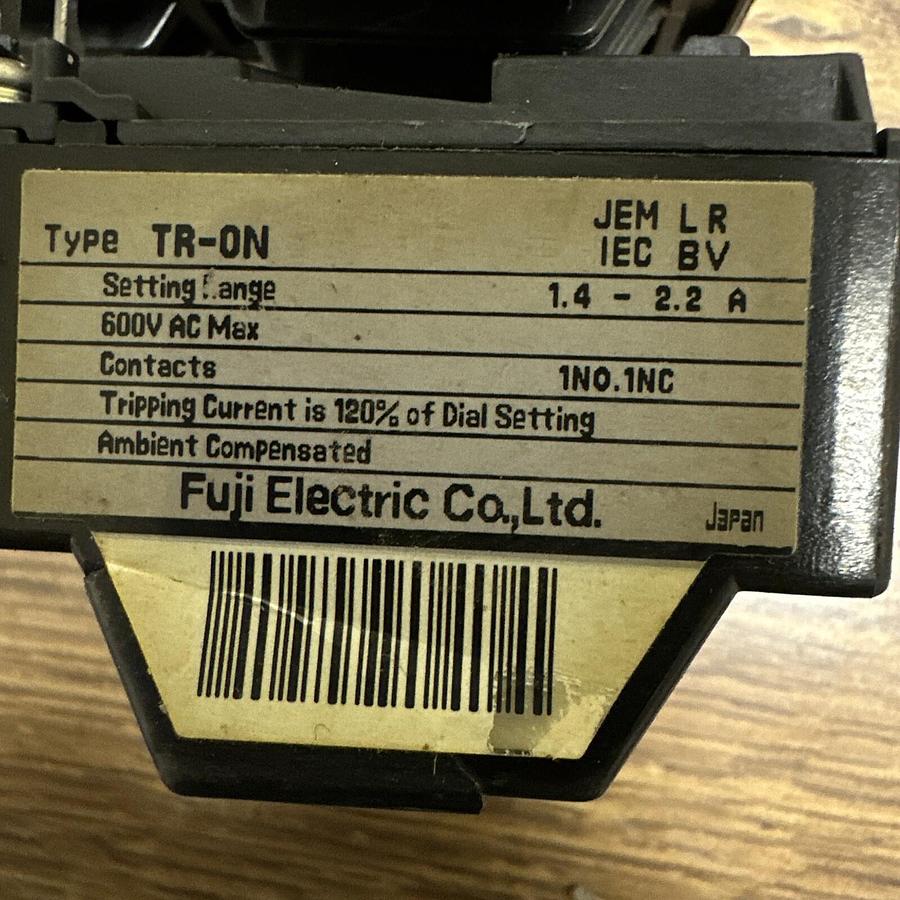 Type TR-0N JEM L R
IEC BV
Setting Range 1.4 - 2.2 A
600V AC Max
Contacts 1NO.1NC
Tripping Current is 120% of Dial Setting
Ambient Compensated
Fuji Electric Co.,Ltd. Japan